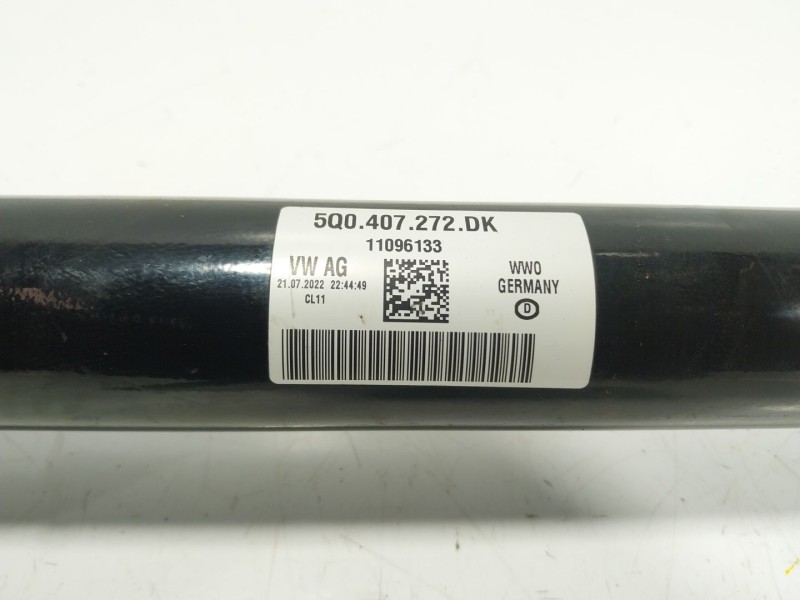 5Q0.407.272.DK
11096133
VW AG
21.07.2022 22:44:49
CL11
WWO
GERMANY
D